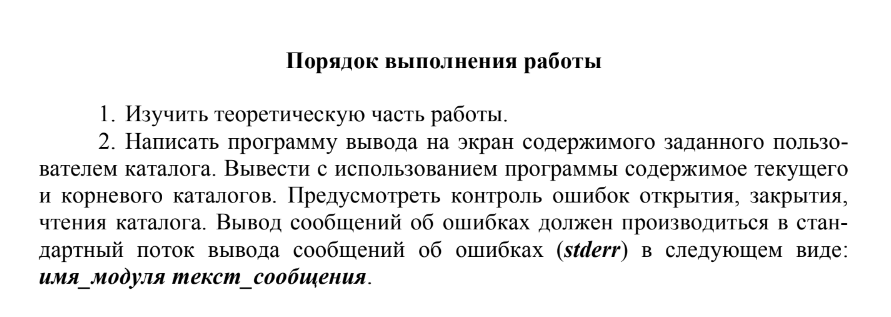 Порядок выполнения работы
1. Изучить теоретическую часть работы.
2. Написать программу вывода на экран содержимого заданного пользо-
вателем каталога. Вывести с использованием программы содержимое текущего
и корневого каталогов. Предусмотреть контроль ошибок открытия, закрытия,
чтения каталога. Вывод сообщений об ошибках должен производиться в стан-
дартный поток вывода сообщений об ошибках (stderr) в следующем виде:
имя_модуля текст_сообщения.